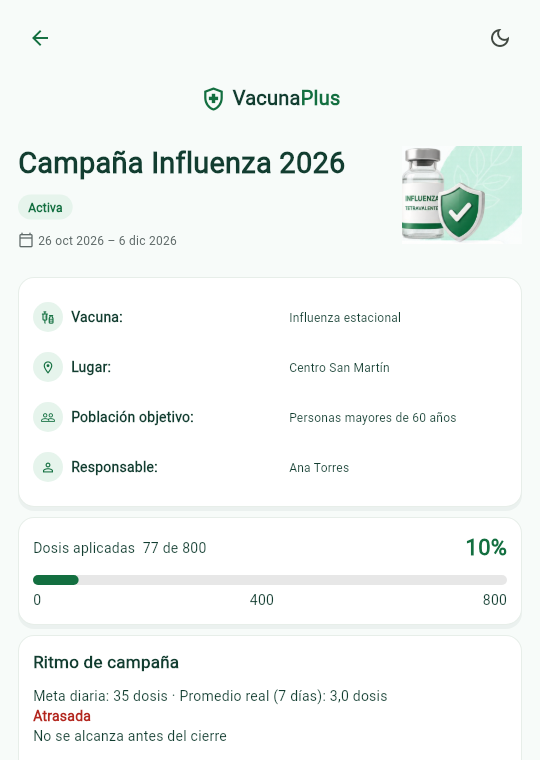 VacunaPlus
Campaña Influenza 2026
INFLUENZA
TETRAVALENTE
Activa
26 oct 2026 – 6 dic 2026
Vacuna: Influenza estacional
Lugar: Centro San Martín
Población objetivo: Personas mayores de 60 años
Responsable: Ana Torres
Dosis aplicadas 77 de 800 10%
0 400 800
Ritmo de campaña
Meta diaria: 35 dosis · Promedio real (7 días): 3,0 dosis
Atrasada
No se alcanza antes del cierre